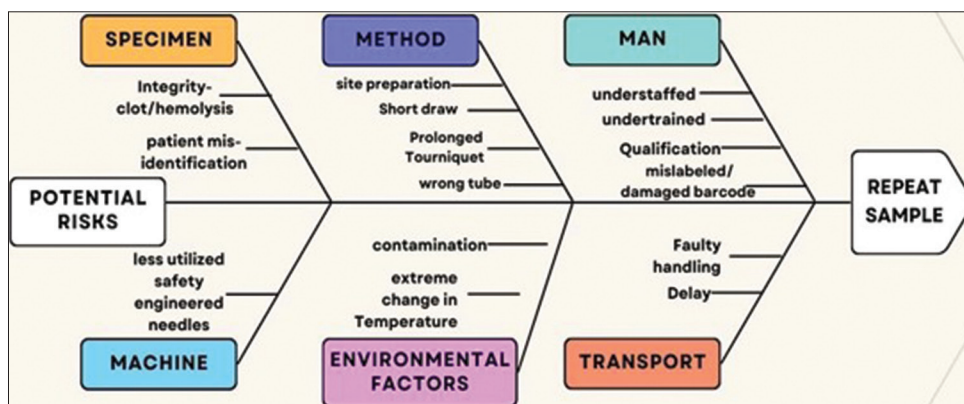 SPECIMEN
METHOD
MAN
Integrity-
clot/hemolysis
patient mis-
identification
site preparation
Short draw
Prolonged
Tourniquet
wrong tube
understaffed
undertrained
Qualification
mislabeled/
damaged barcode
POTENTIAL
RISKS
REPEAT
SAMPLE
less utilized
safety
engineered
needles
contamination
extreme
change in
Temperature
Faulty
handling
Delay
MACHINE
ENVIRONMENTAL
FACTORS
TRANSPORT